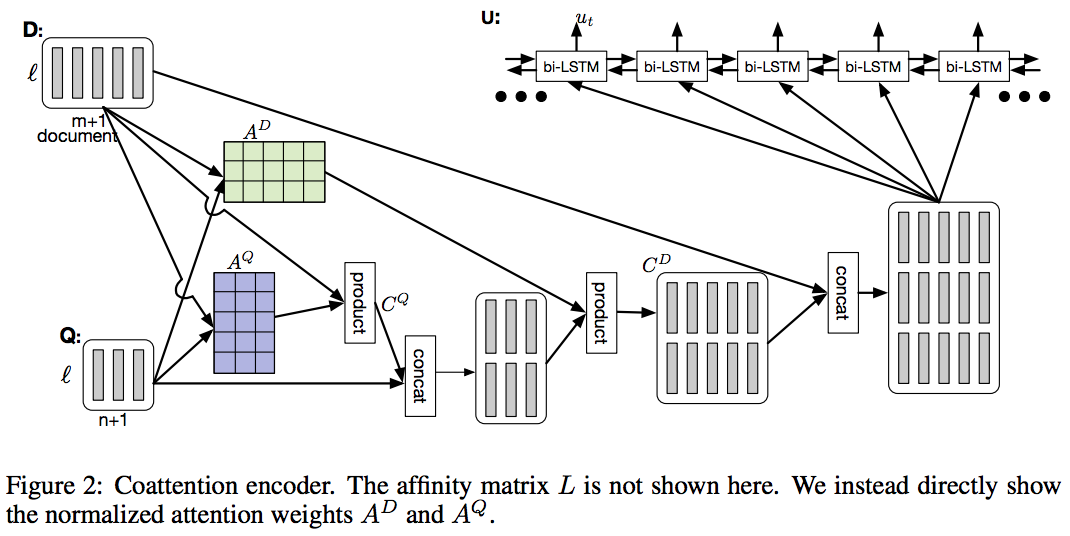 D:
U:
u_t
bi-LSTM
bi-LSTM
bi-LSTM
bi-LSTM
bi-LSTM
ℓ
m+1
document
A^D
A^Q
product
C^Q
product
C^D
concat
Q:
ℓ
concat
n+1
Figure 2: Coattention encoder. The affinity matrix L is not shown here. We instead directly show
the normalized attention weights A^D and A^Q.